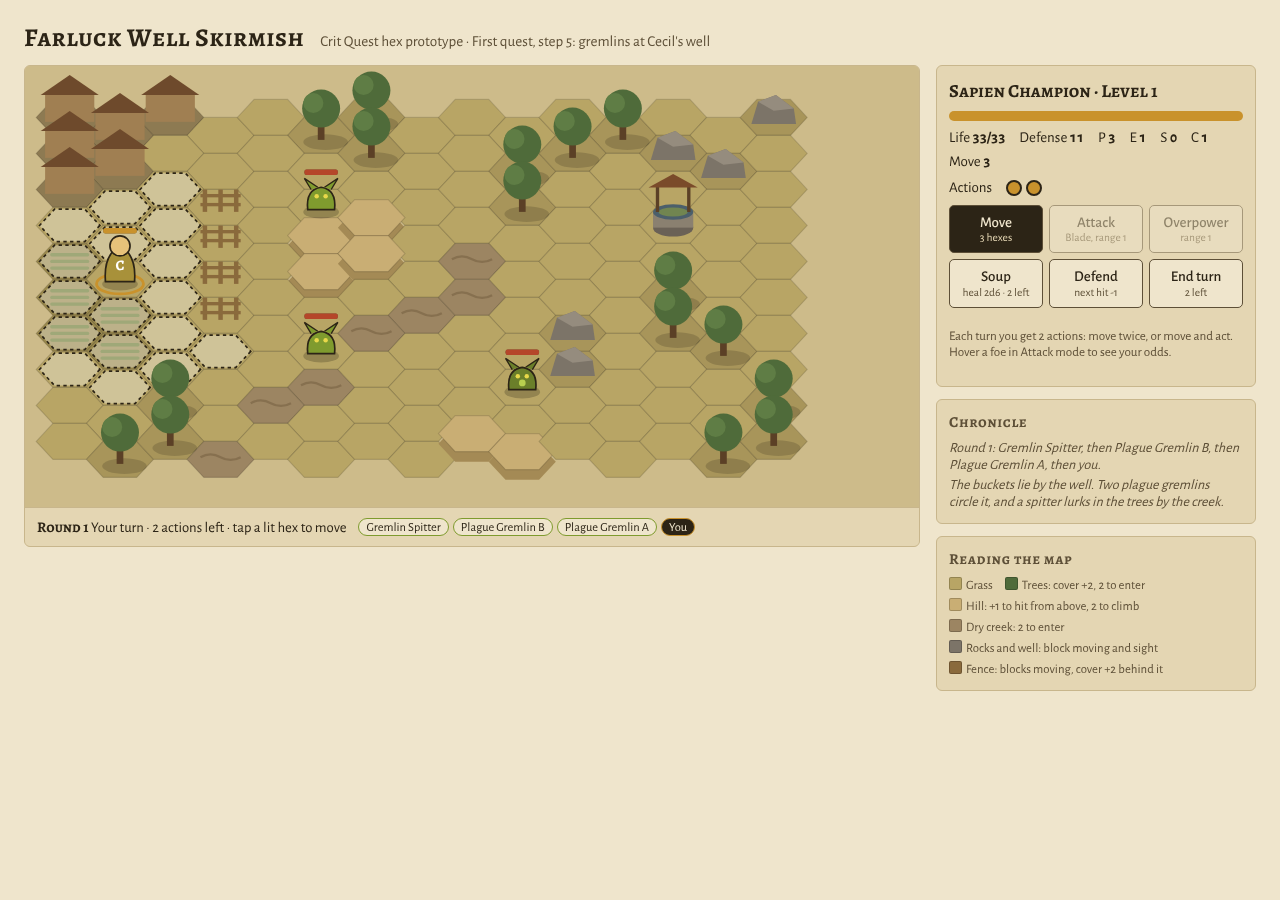 Farluck Well Skirmish
Crit Quest hex prototype · First quest, step 5: gremlins at Cecil's well
C
Round 1 Your turn · 2 actions left · tap a lit hex to move
Gremlin Spitter
Plague Gremlin B
Plague Gremlin A
You
Sapien Champion · Level 1
Life 33/33 Defense 11 P 3 E 1 S 0 C 1
Move 3
Actions
Move
3 hexes
Attack
Blade, range 1
Overpower
range 1
Soup
heal 2d6 · 2 left
Defend
next hit -1
End turn
2 left
Each turn you get 2 actions: move twice, or move and act.
Hover a foe in Attack mode to see your odds.
Chronicle
Round 1: Gremlin Spitter, then Plague Gremlin B, then
Plague Gremlin A, then you.
The buckets lie by the well. Two plague gremlins
circle it, and a spitter lurks in the trees by the creek.
Reading the map
Grass
Trees: cover +2, 2 to enter
Hill: +1 to hit from above, 2 to climb
Dry creek: 2 to enter
Rocks and well: block moving and sight
Fence: blocks moving, cover +2 behind it